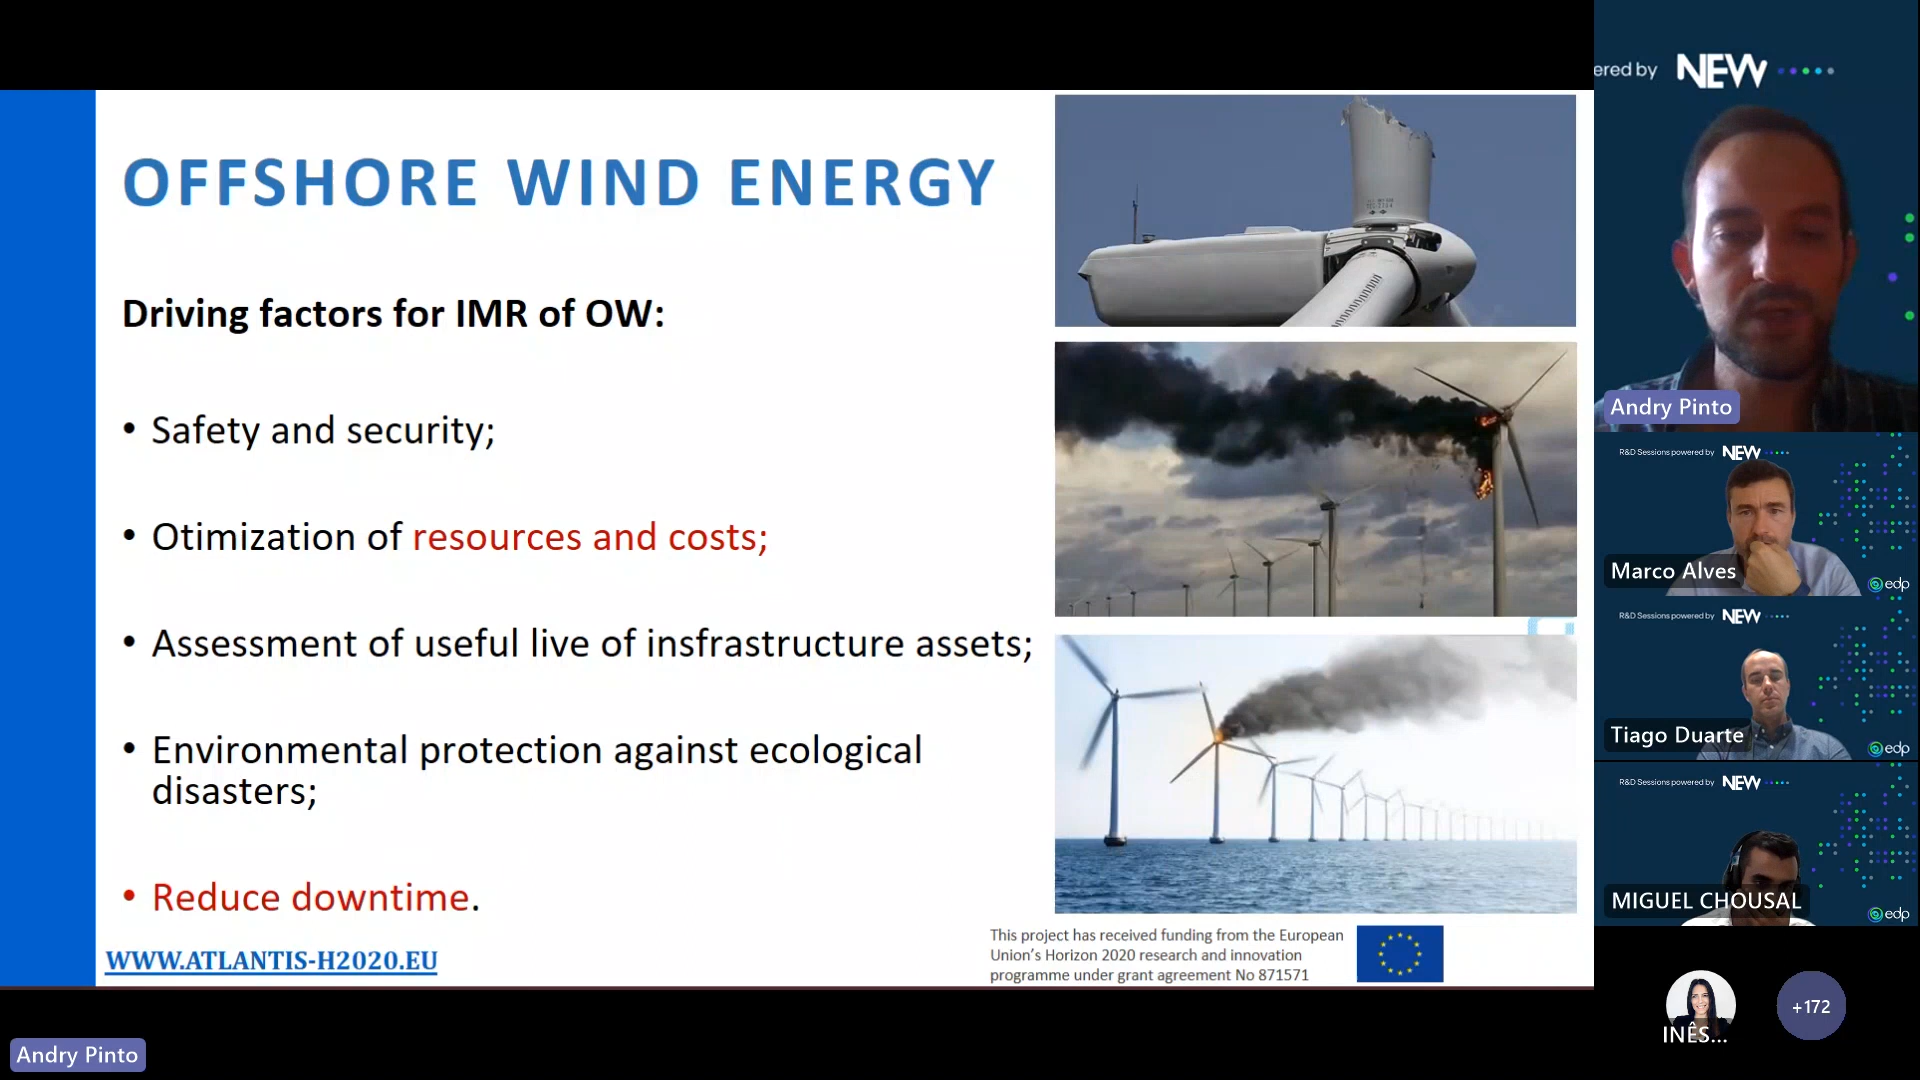 OFFSHORE WIND ENERGY
Driving factors for IMR of OW:
• Safety and security;
• Otimization of resources and costs;
• Assessment of useful live of insfrastructure assets;
• Environmental protection against ecological
disasters;
• Reduce downtime.
WWW.ATLANTIS-H2020.EU
This project has received funding from the European
Union's Horizon 2020 research and innovation
programme under grant agreement No 871571
Andry Pinto
ered by NEW
Andry Pinto
R&D Sessions powered by NEW
Marco Alves
edp
R&D Sessions powered by NEW
Tiago Duarte
edp
R&D Sessions powered by NEW
MIGUEL CHOUSAL
edp
INÊS...
+172